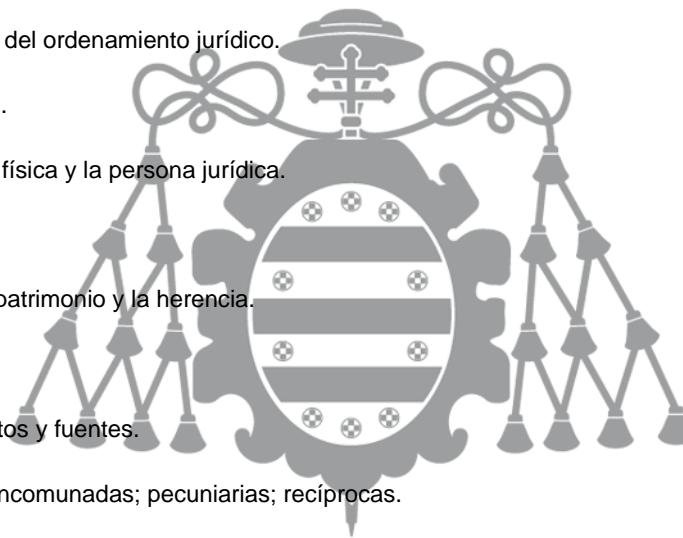 del ordenamiento jurídico.
.
física y la persona jurídica.
patrimonio y la herencia.
tos y fuentes.
ncomunadas; pecuniarias; recíprocas.